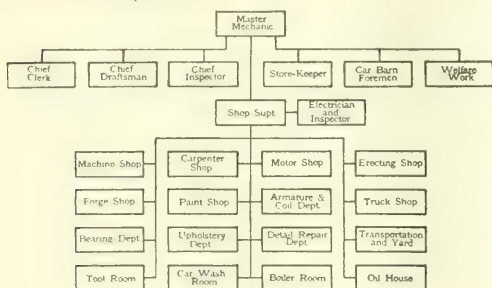 Master
Mechanic
Chief
Clerk
Chief
Draftsman
Chief
Inspector
Store-Keeper
Car Barn
Foremen
Welfare
Work
Shop Supt.
Electrician
and
Inspector
Machine Shop
Carpenter
Shop
Motor Shop
Erecting Shop
Forge Shop
Paint Shop
Armature &
Coil Dept.
Truck Shop
Bearing Dept
Upholstery
Dept
Detail Repair
Dept
Transportation
and Yard
Tool Room
Car Wash
Room
Boiler Room
Oil House